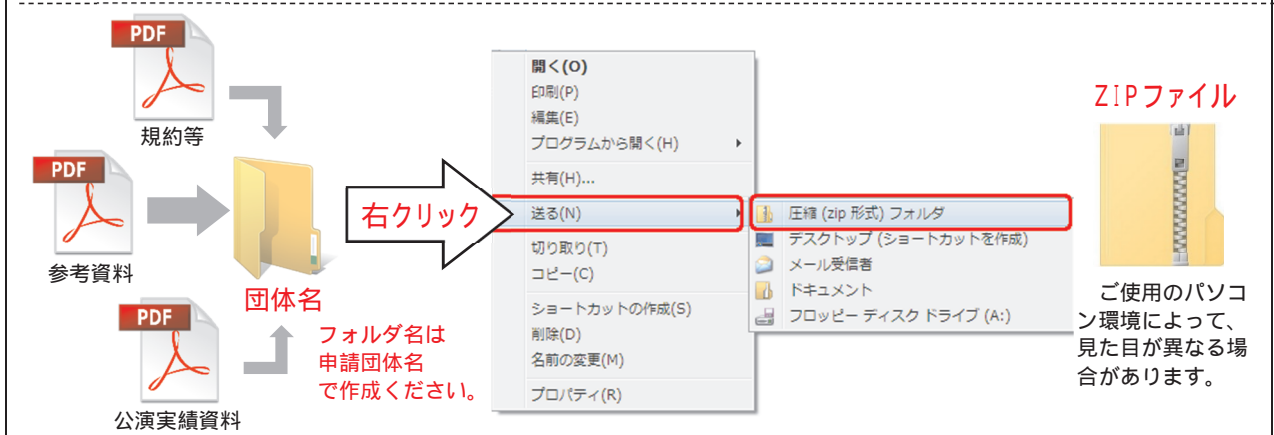 PDF
規約等
PDF
参考資料
PDF
公演実績資料
団体名
フォルダ名は
申請団体名
で作成ください。
右クリック
開く(O)
印刷(P)
編集(E)
プログラムから開く(H)
共有(H)...
送る(N)
切り取り(T)
コピー(C)
ショートカットの作成(S)
削除(D)
名前の変更(M)
プロパティ(R)
圧縮 (zip 形式) フォルダ
デスクトップ (ショートカットを作成)
メール受信者
ドキュメント
フロッピー ディスク ドライブ (A:)
ZIPファイル
ご使用のパソコ
ン環境によって、
見た目が異なる場
合があります。